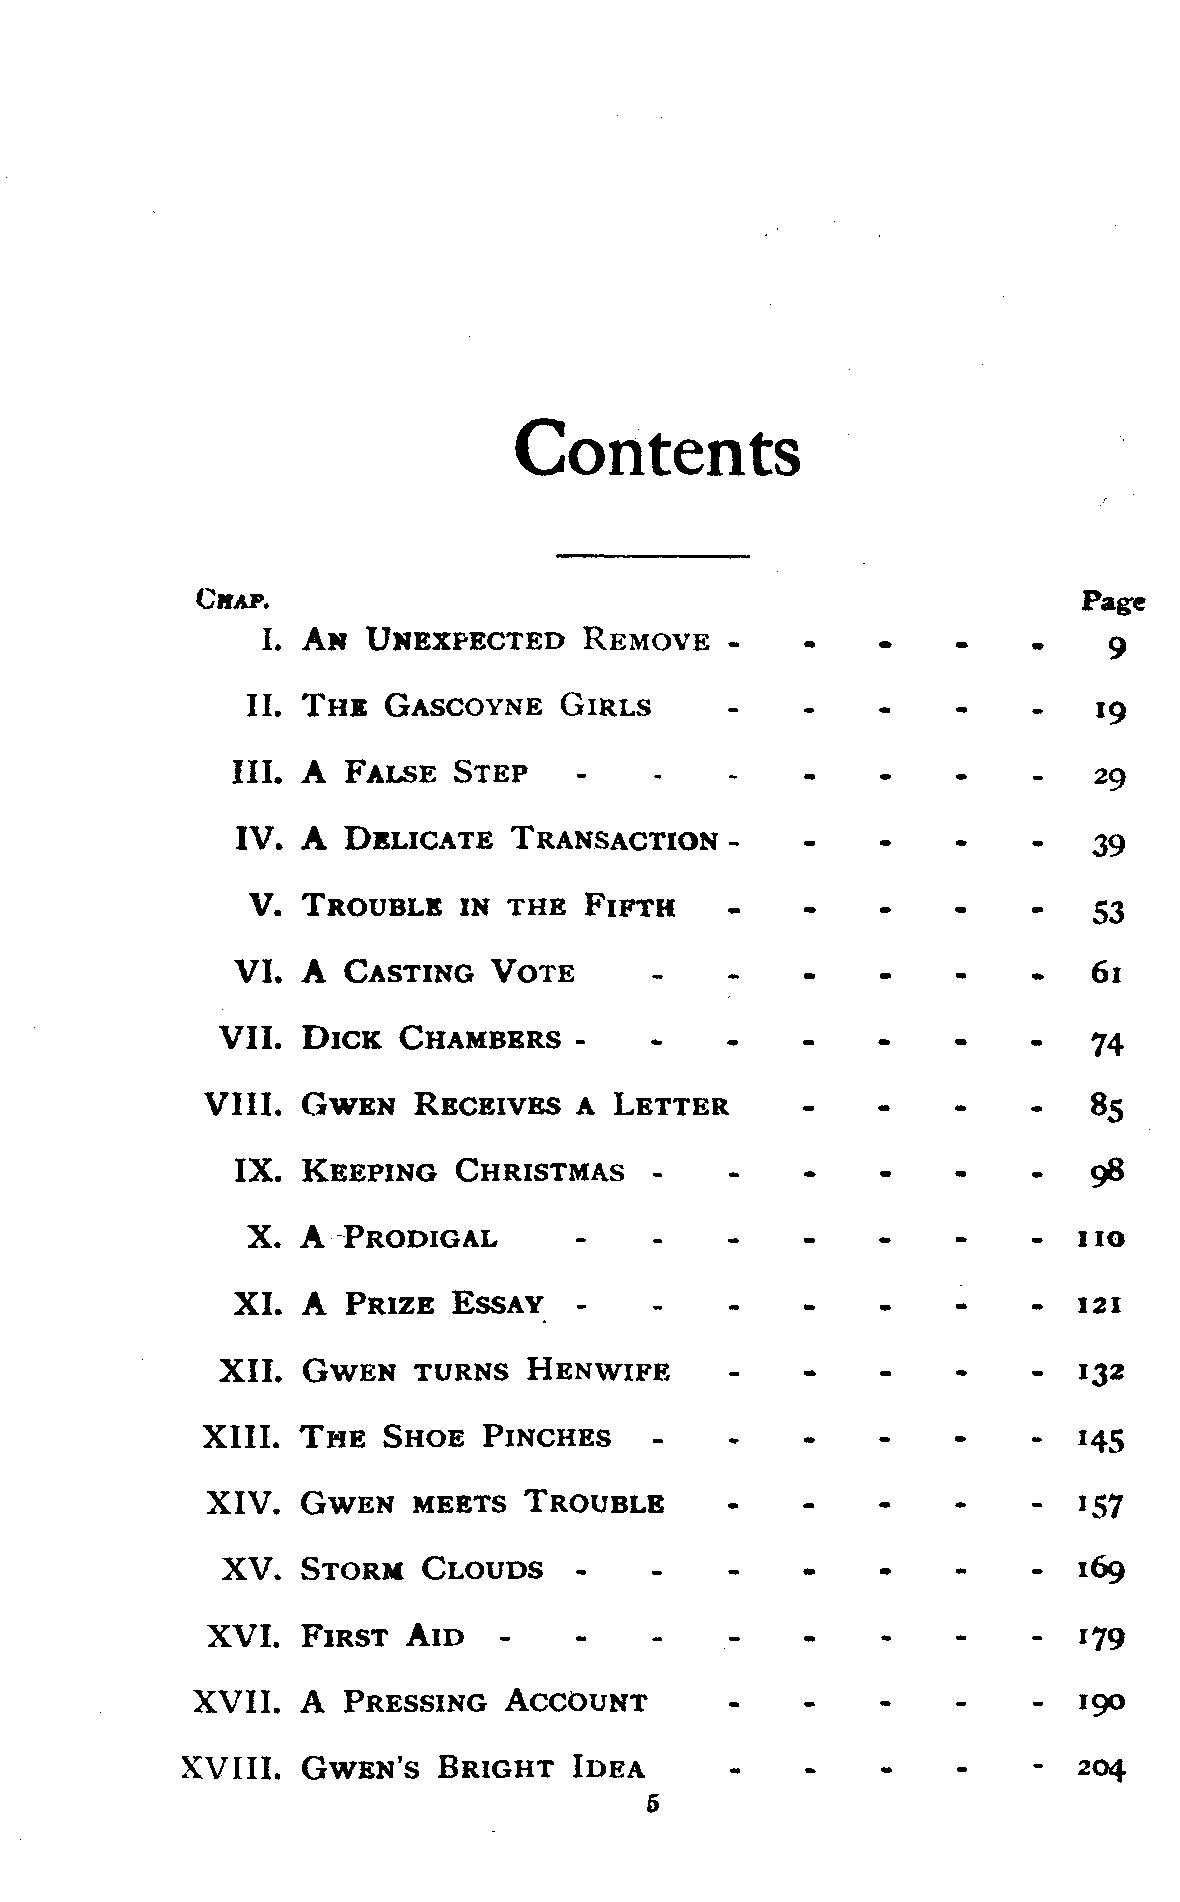 Contents
Chap. Page
I. An Unexpected Remove - - - - - 9
II. The Gascoyne Girls - - - - - 19
III. A False Step - - - - - - - 29
IV. A Delicate Transaction - - - - - 39
V. Trouble in the Fifth - - - - - 53
VI. A Casting Vote - - - - - - 61
VII. Dick Chambers - - - - - - - 74
VIII. Gwen Receives a Letter - - - - 85
IX. Keeping Christmas - - - - - - 98
X. A Prodigal - - - - - - - 110
XI. A Prize Essay - - - - - - - 121
XII. Gwen turns Henwife - - - - - 132
XIII. The Shoe Pinches - - - - - - 145
XIV. Gwen meets Trouble - - - - - 157
XV. Storm Clouds - - - - - - - 169
XVI. First Aid - - - - - - - - 179
XVII. A Pressing Account - - - - - 190
XVIII. Gwen's Bright Idea - - - - - 204
5